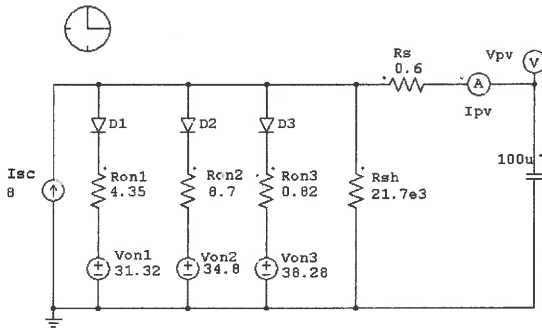 Rs
0.6
Vpv
V
A
Ipv
D1
D2
D3
100u
Isc
8
Ron1
4.35
Ron2
8.7
Ron3
0.82
Rsh
21.7e3
Von1
31.32
Von2
34.8
Von3
38.28